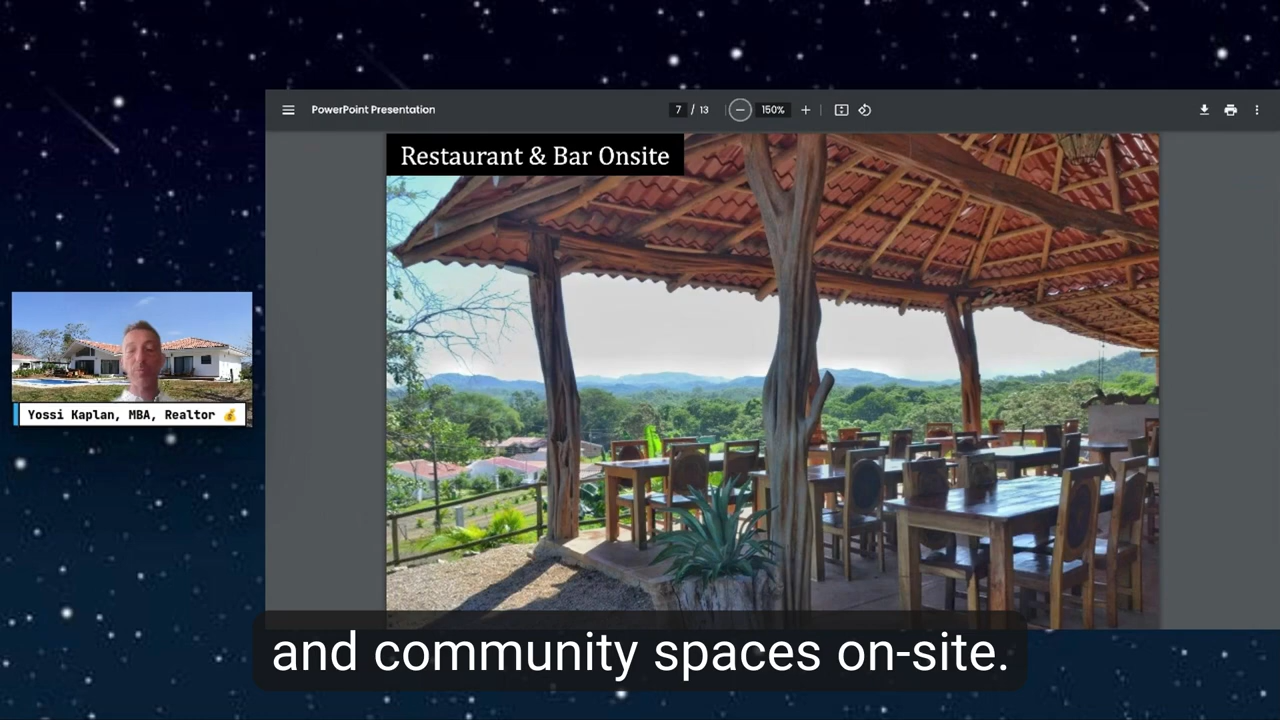 PowerPoint Presentation
7 / 13
150%
Restaurant & Bar Onsite
Yossi Kaplan, MBA, Realtor 💰
and community spaces on-site.